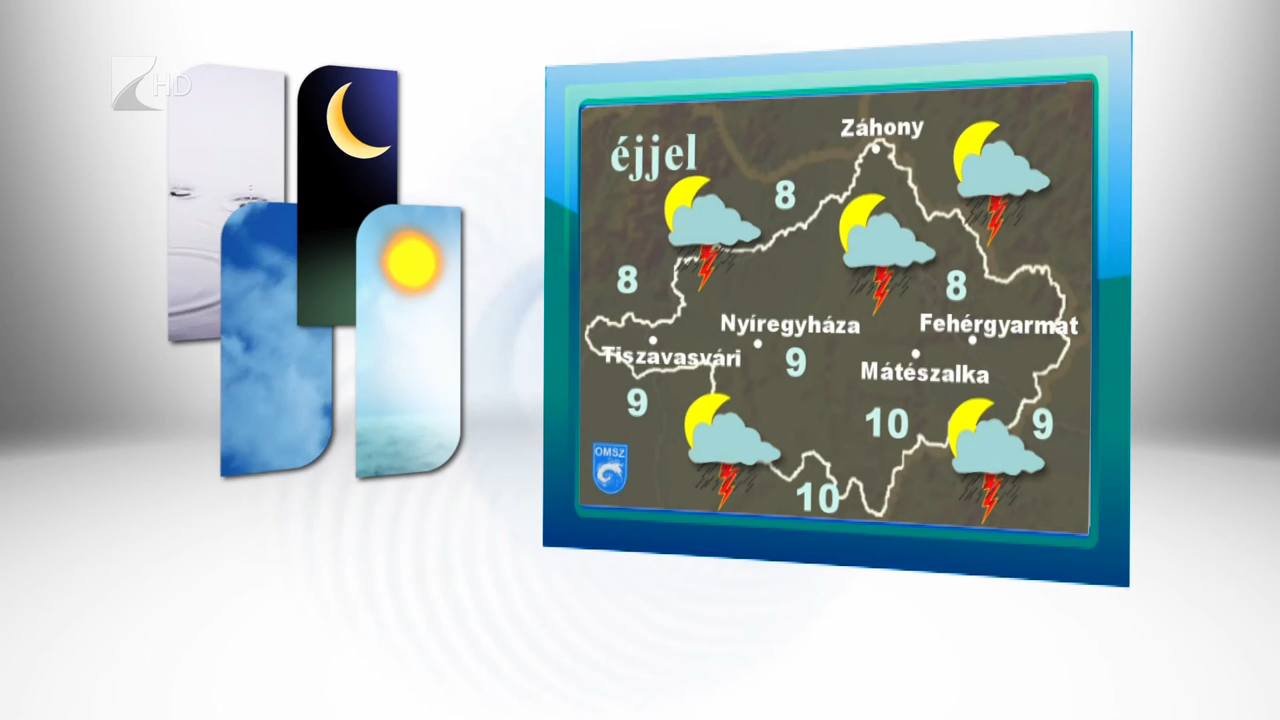 HD
éjjel
Záhony
8
8
8
Nyíregyháza
Fehérgyarmat
Tiszavasvári
9
Mátészalka
9
10
9
OMSZ
10